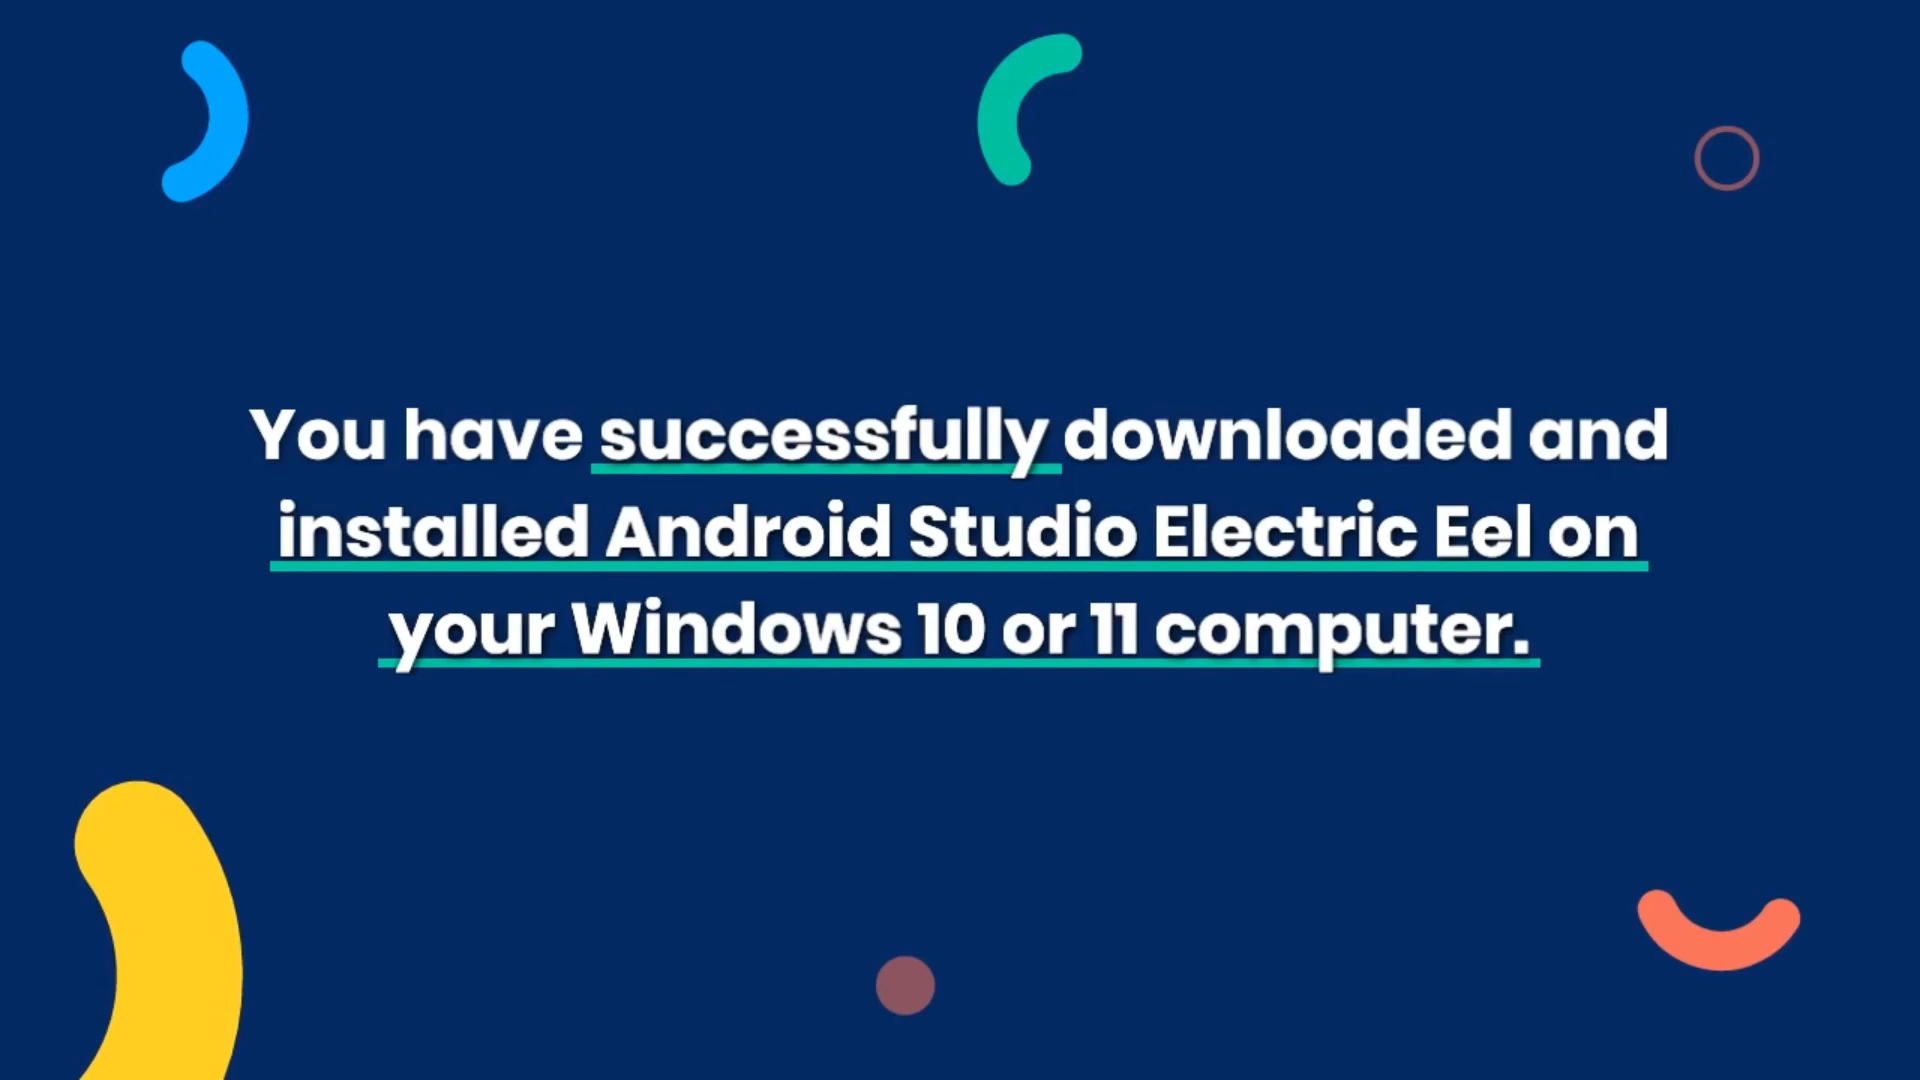 You have successfully downloaded and
installed Android Studio Electric Eel on
your Windows 10 or 11 computer.